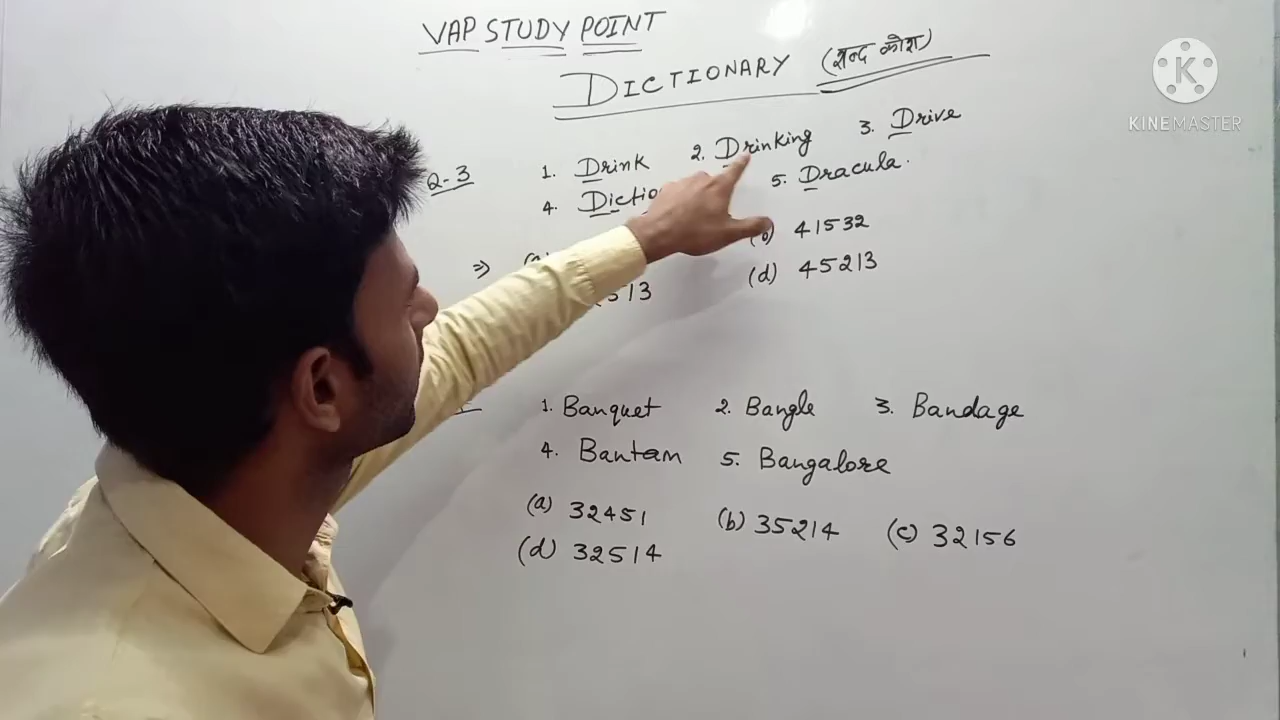 VAP STUDY POINT
DICTIONARY (शब्द कोश)
KINEMASTER
Q-3 1. Drink 2. Drinking 3. Drive
4. 5. Dracula.
⇒ (b) 41532
513 (d) 45213
1. Banquet 2. Bangle 3. Bandage
4. Bantam 5. Bangalore
(a) 32451 (b) 35214 (c) 32156
(d) 32514